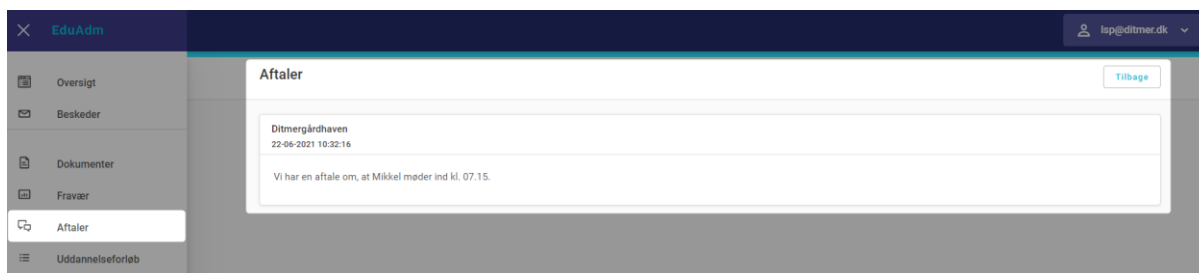 EduAdm
lsp@ditmer.dk
Oversigt
Beskeder
Dokumenter
Fravær
Aftaler
Uddannelseforløb
Aftaler
Tilbage
Ditmergårdhaven
22-06-2021 10:32:16
Vi har en aftale om, at Mikkel møder ind kl. 07.15.